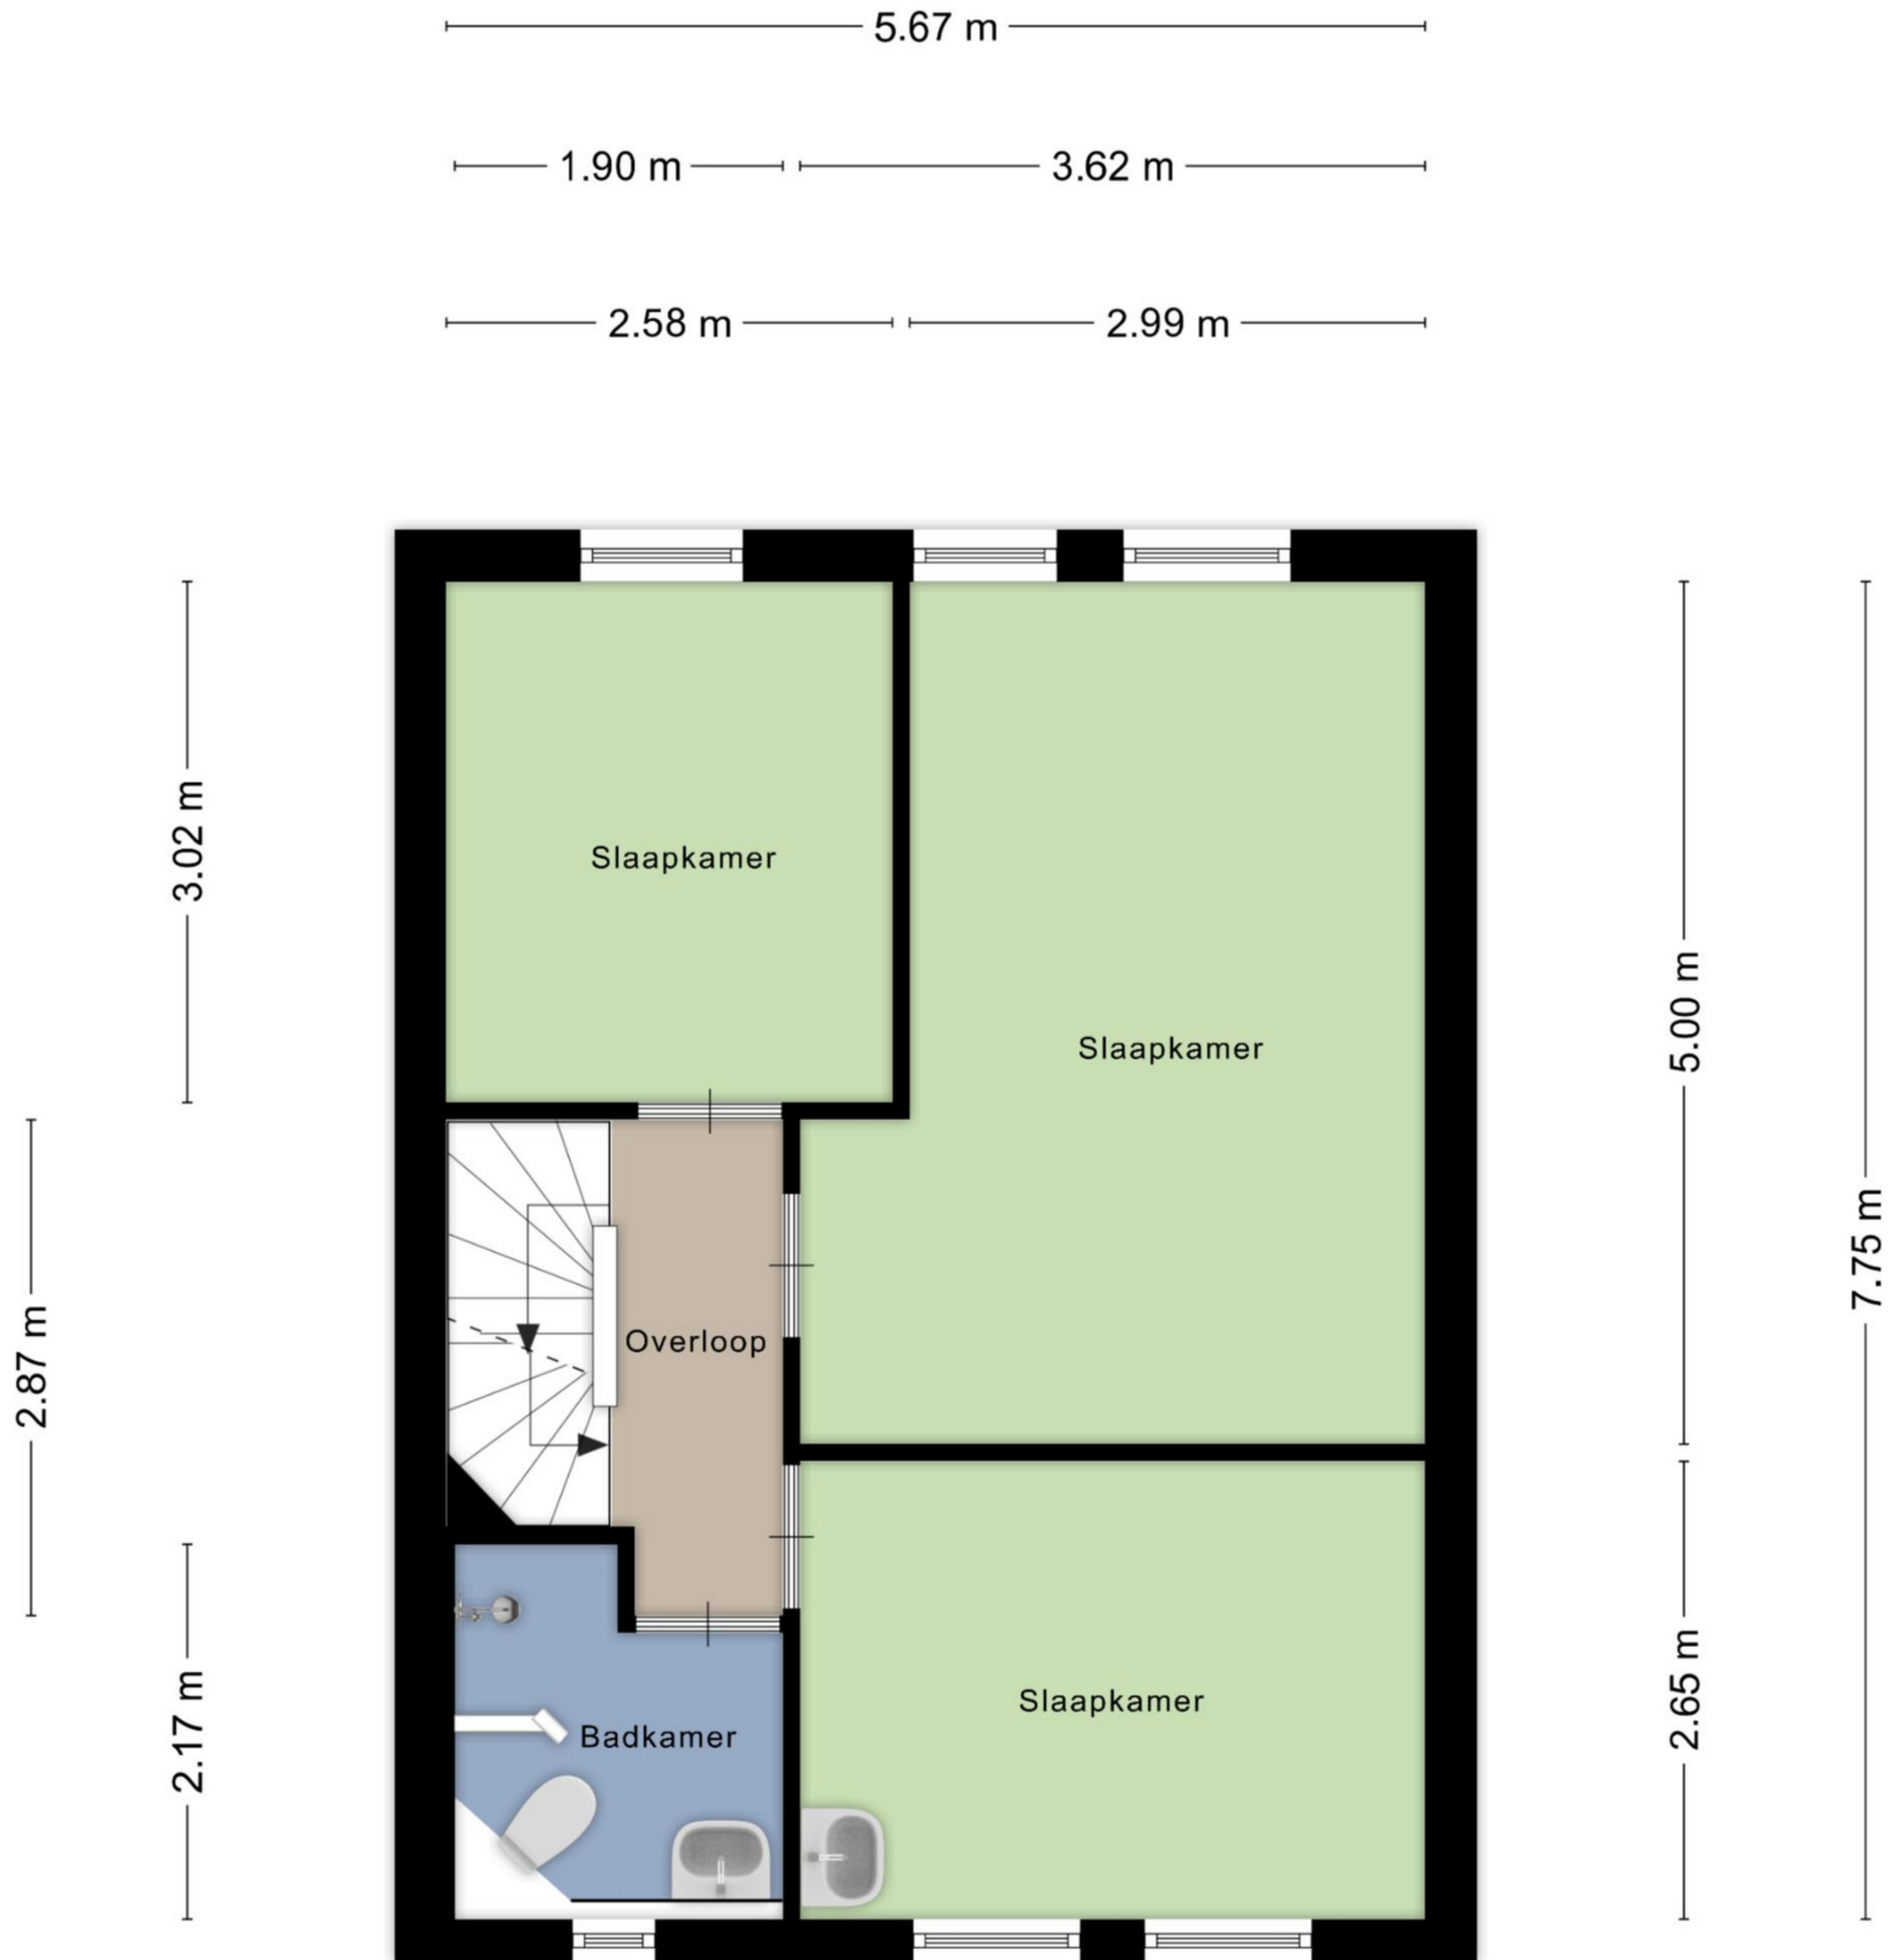 5.67 m
1.90 m
3.62 m
2.58 m
2.99 m
3.02 m
Slaapkamer
5.00 m
Slaapkamer
7.75 m
2.87 m
Overloop
2.17 m
Badkamer
Slaapkamer
2.65 m